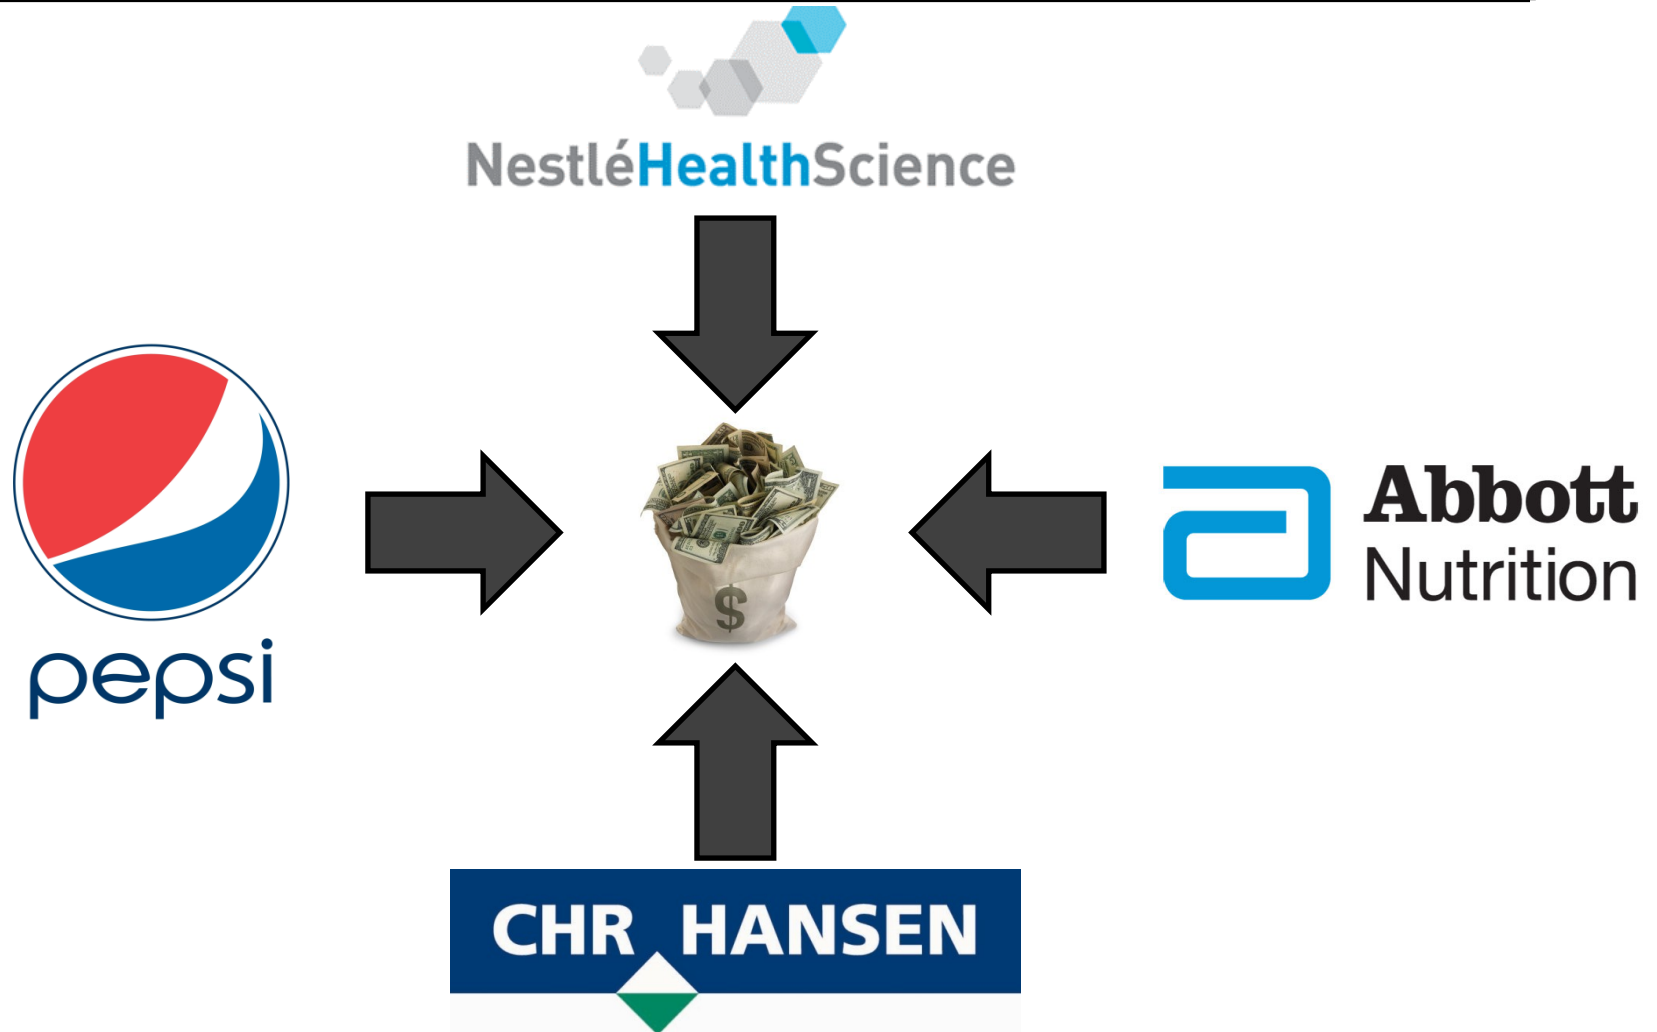 NestléHealthScience
pepsi
$
Abbott
Nutrition
CHR HANSEN